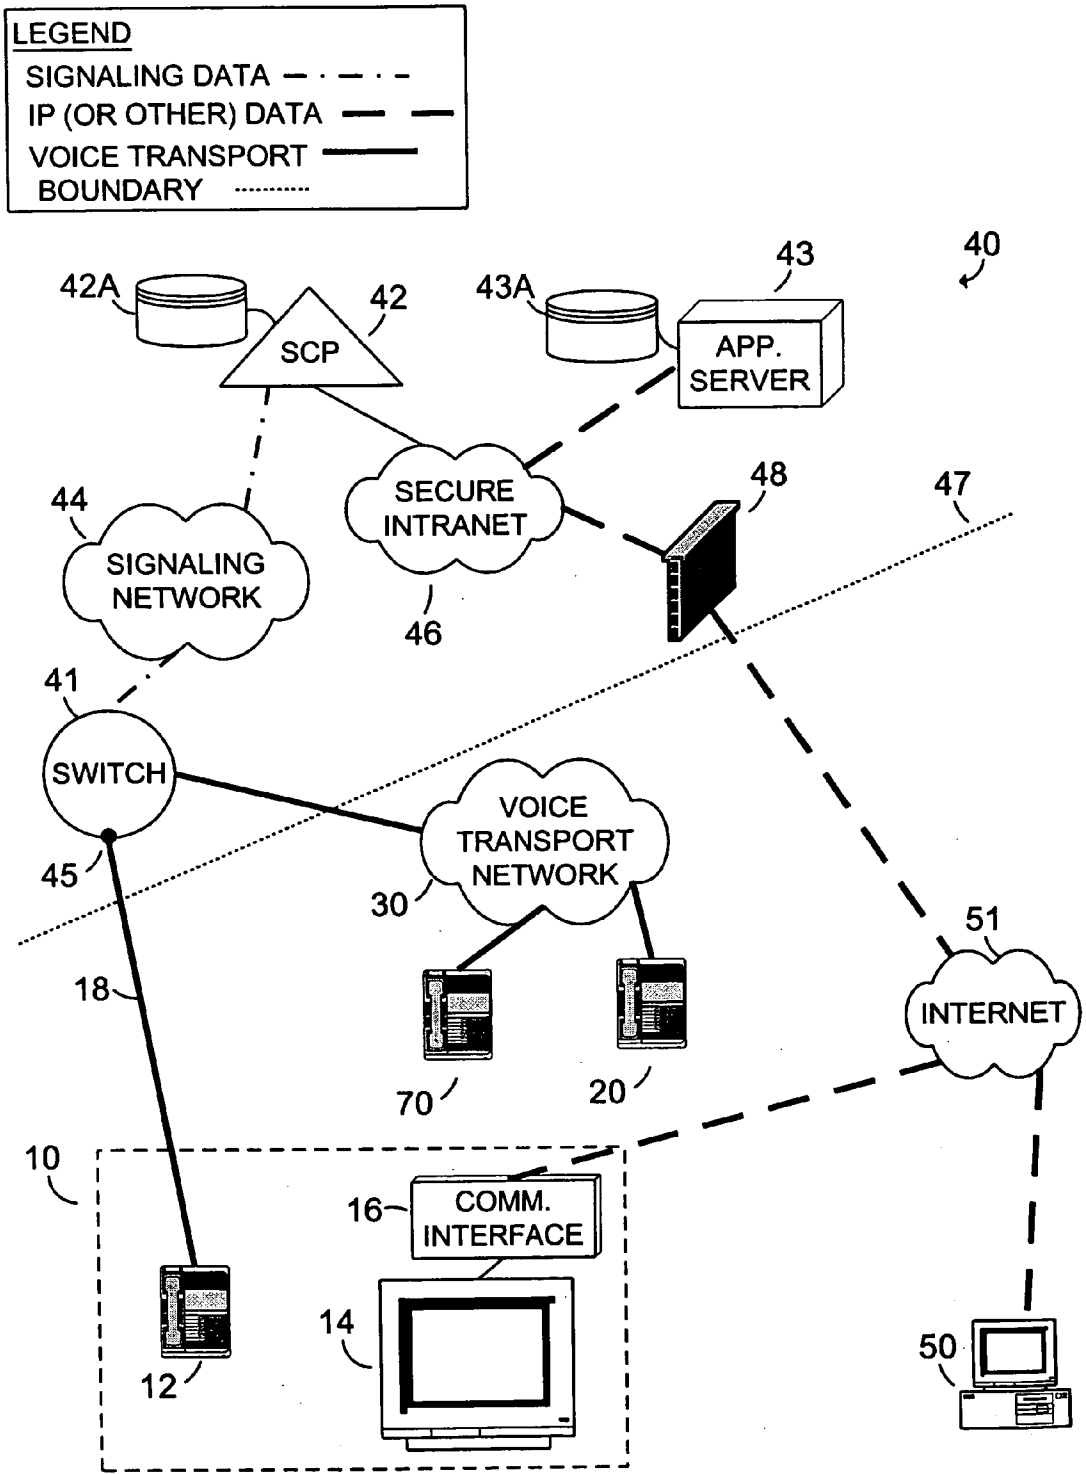 LEGEND
SIGNALING DATA
IP (OR OTHER) DATA
VOICE TRANSPORT
BOUNDARY
40
42A
42
43A
43
SCP
APP.
SERVER
44
SECURE
INTRANET
48
47
SIGNALING
NETWORK
46
41
SWITCH
VOICE
TRANSPORT
NETWORK
45
30
51
18
INTERNET
70
20
10
16
COMM.
INTERFACE
14
12
50